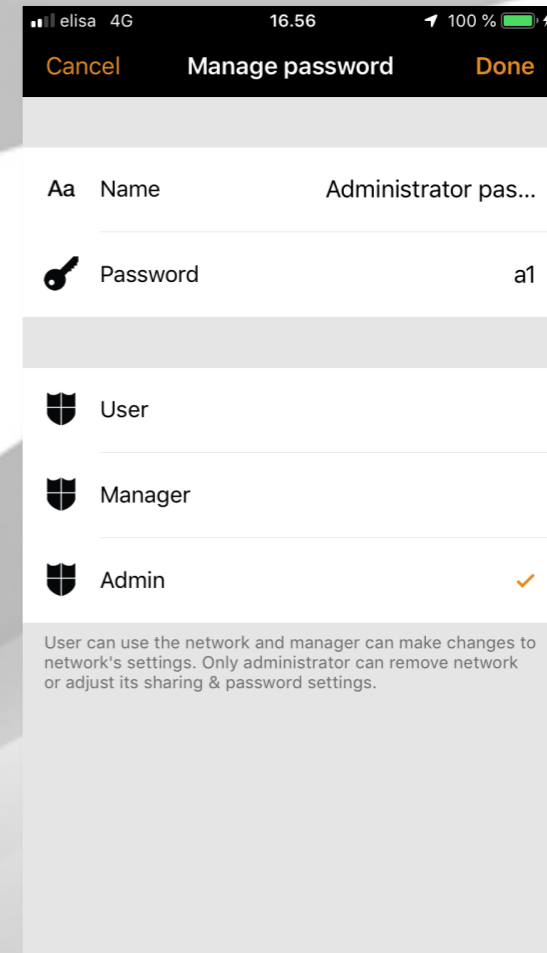 elisa 4G 16.56 100 %
Cancel Manage password Done
Aa Name Administrator pas...
Password a1
User
Manager
Admin
User can use the network and manager can make changes to
network's settings. Only administrator can remove network
or adjust its sharing & password settings.